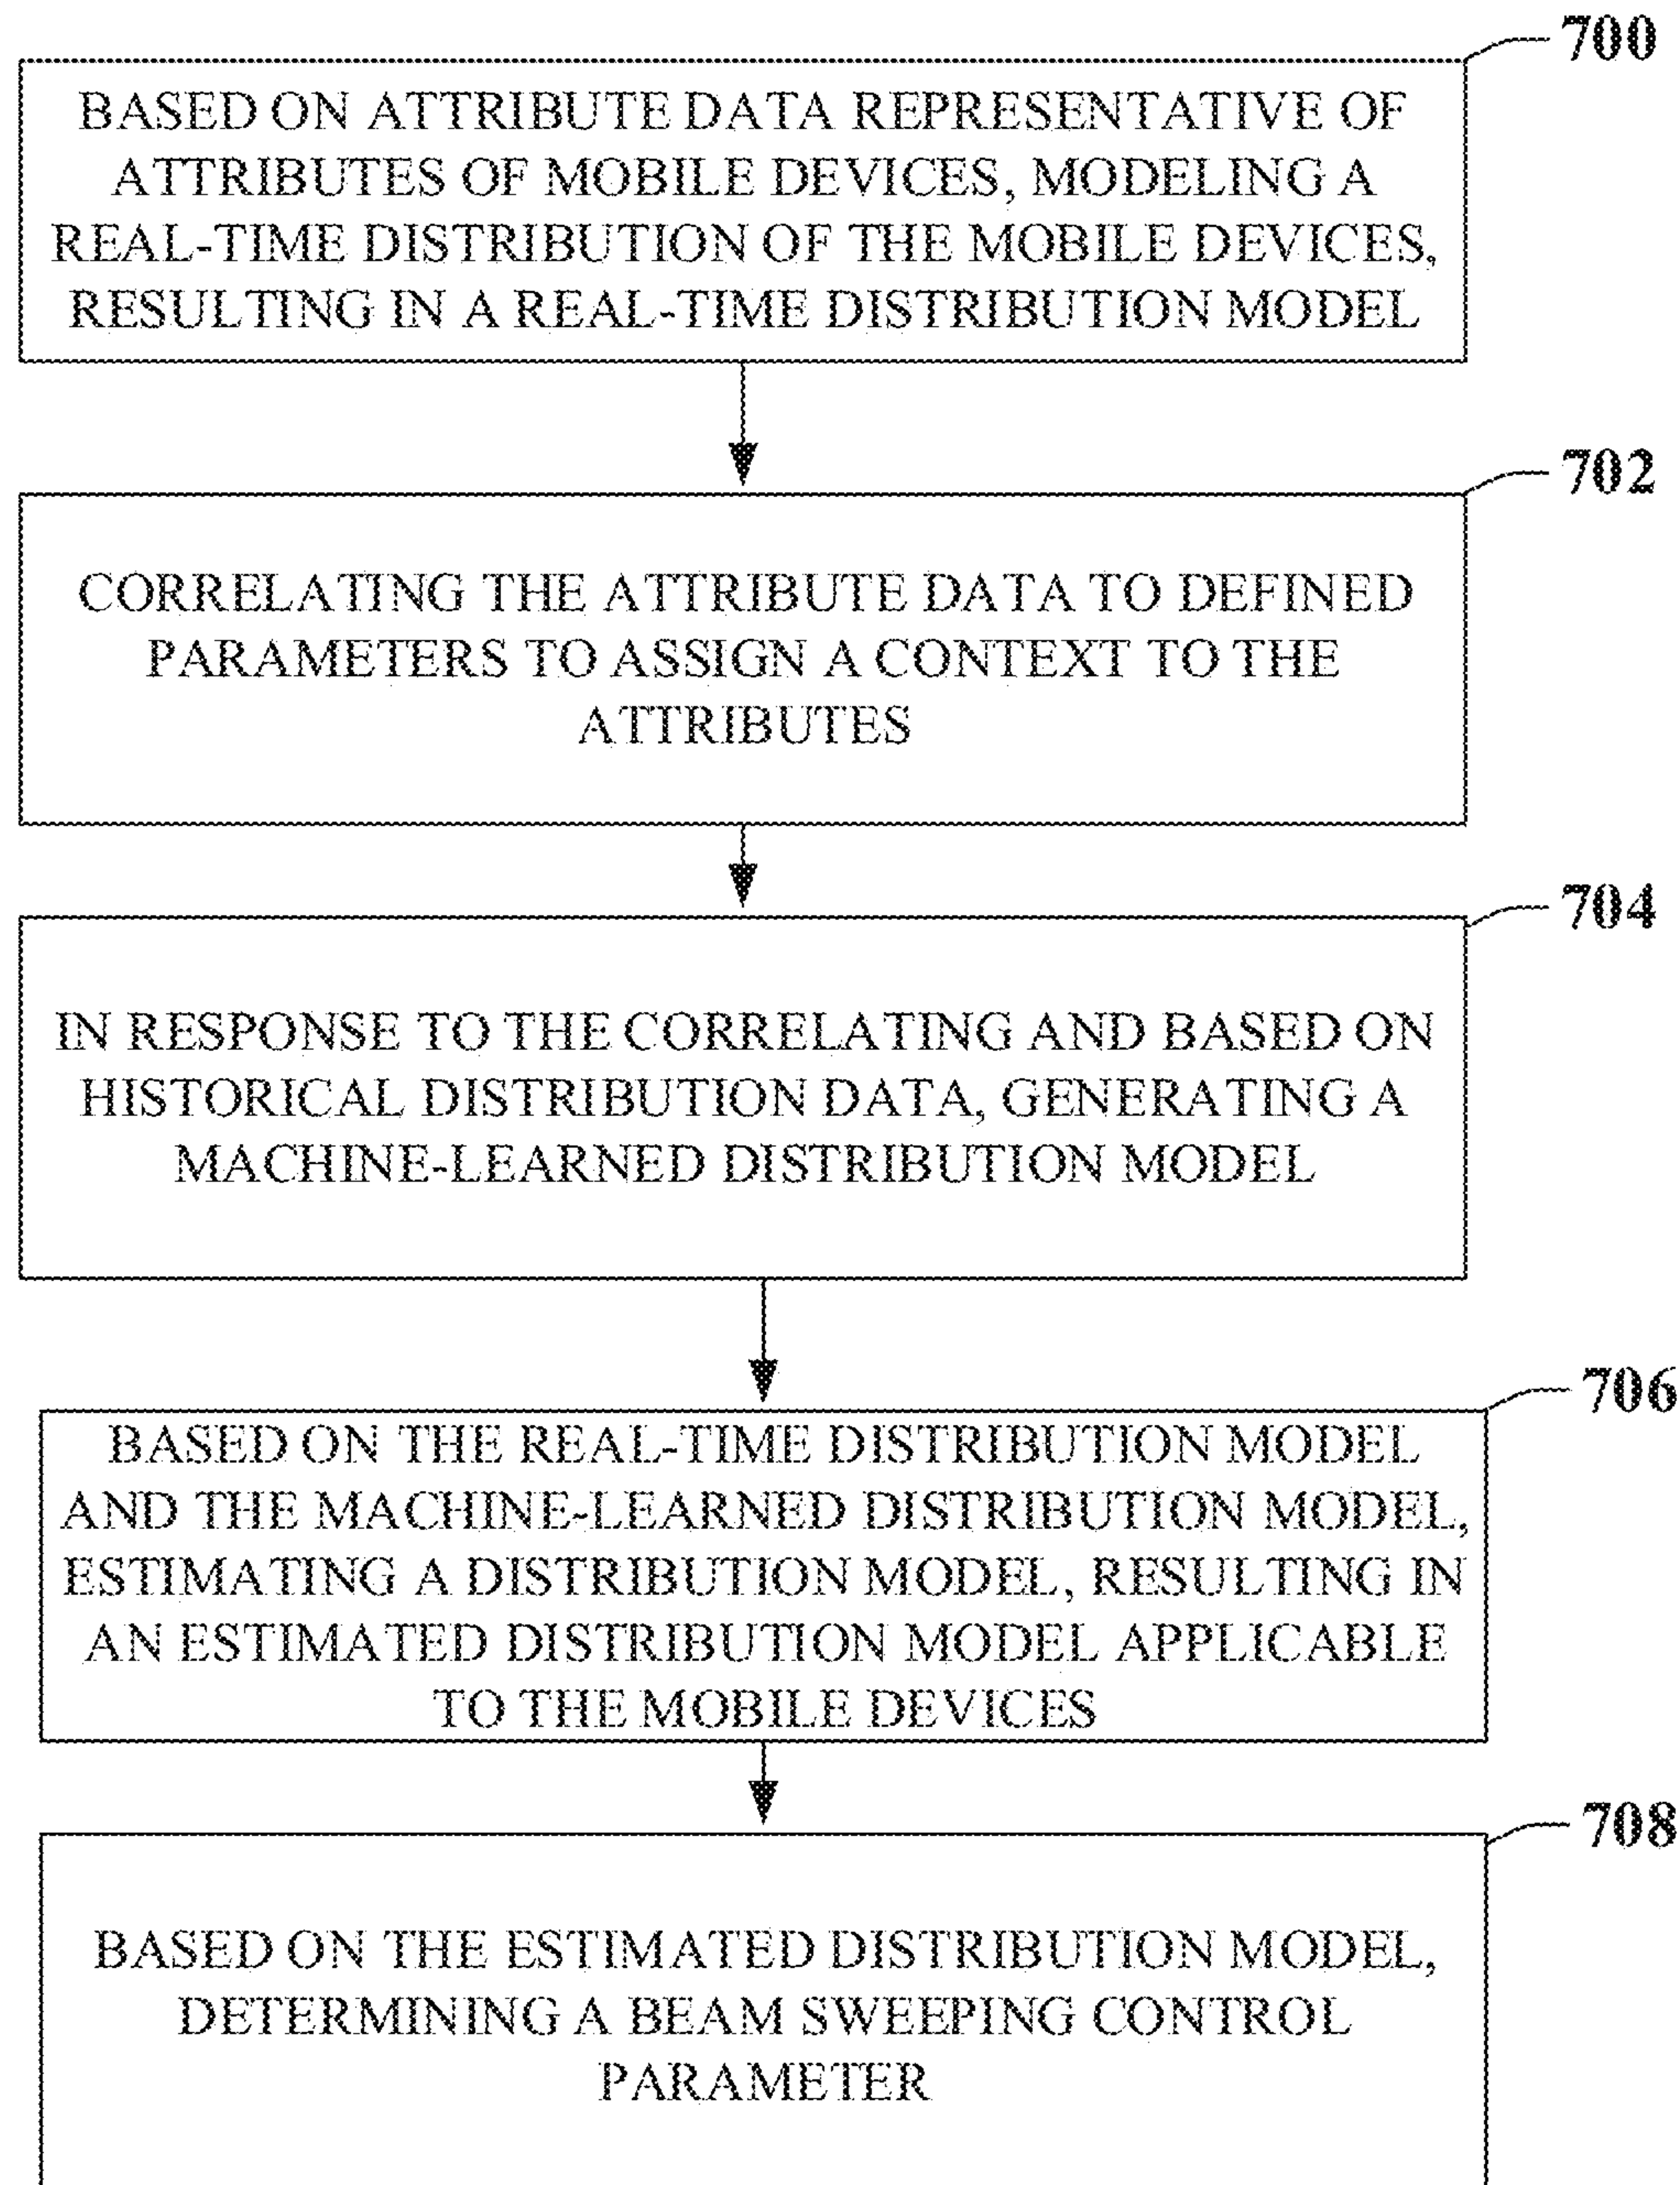 700
BASED ON ATTRIBUTE DATA REPRESENTATIVE OF
ATTRIBUTES OF MOBILE DEVICES, MODELING A
REAL-TIME DISTRIBUTION OF THE MOBILE DEVICES,
RESULTING IN A REAL-TIME DISTRIBUTION MODEL
702
CORRELATING THE ATTRIBUTE DATA TO DEFINED
PARAMETERS TO ASSIGN A CONTEXT TO THE
ATTRIBUTES
704
IN RESPONSE TO THE CORRELATING AND BASED ON
HISTORICAL DISTRIBUTION DATA, GENERATING A
MACHINE-LEARNED DISTRIBUTION MODEL
706
BASED ON THE REAL-TIME DISTRIBUTION MODEL
AND THE MACHINE-LEARNED DISTRIBUTION MODEL,
ESTIMATING A DISTRIBUTION MODEL, RESULTING IN
AN ESTIMATED DISTRIBUTION MODEL APPLICABLE
TO THE MOBILE DEVICES
708
BASED ON THE ESTIMATED DISTRIBUTION MODEL,
DETERMINING A BEAM SWEEPING CONTROL
PARAMETER